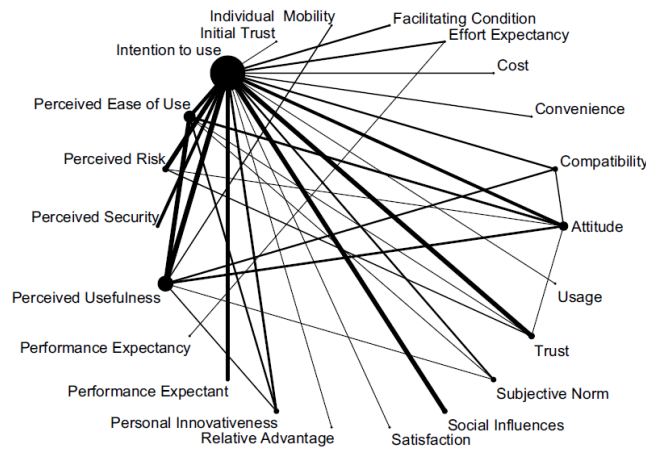 Individual Mobility
Initial Trust
Intention to use
Facilitating Condition
Effort Expectancy
Cost
Perceived Ease of Use
Convenience
Perceived Risk
Compatibility
Perceived Security
Attitude
Perceived Usefulness
Usage
Performance Expectancy
Trust
Performance Expectant
Subjective Norm
Personal Innovativeness
Social Influences
Relative Advantage
Satisfaction